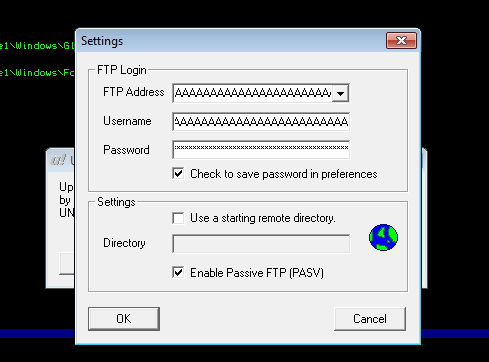 e1\Windows\Gl
e1\Windows\Fo
Settings
FTP Login
FTP Address
AAAAAAAAAAAAAAAAAAAAAA
Username
AAAAAAAAAAAAAAAAAAAAAAAA
Password
Check to save password in preferences
Up
by
UN
Settings
Use a starting remote directory.
Directory
Enable Passive FTP (PASV)
OK
Cancel